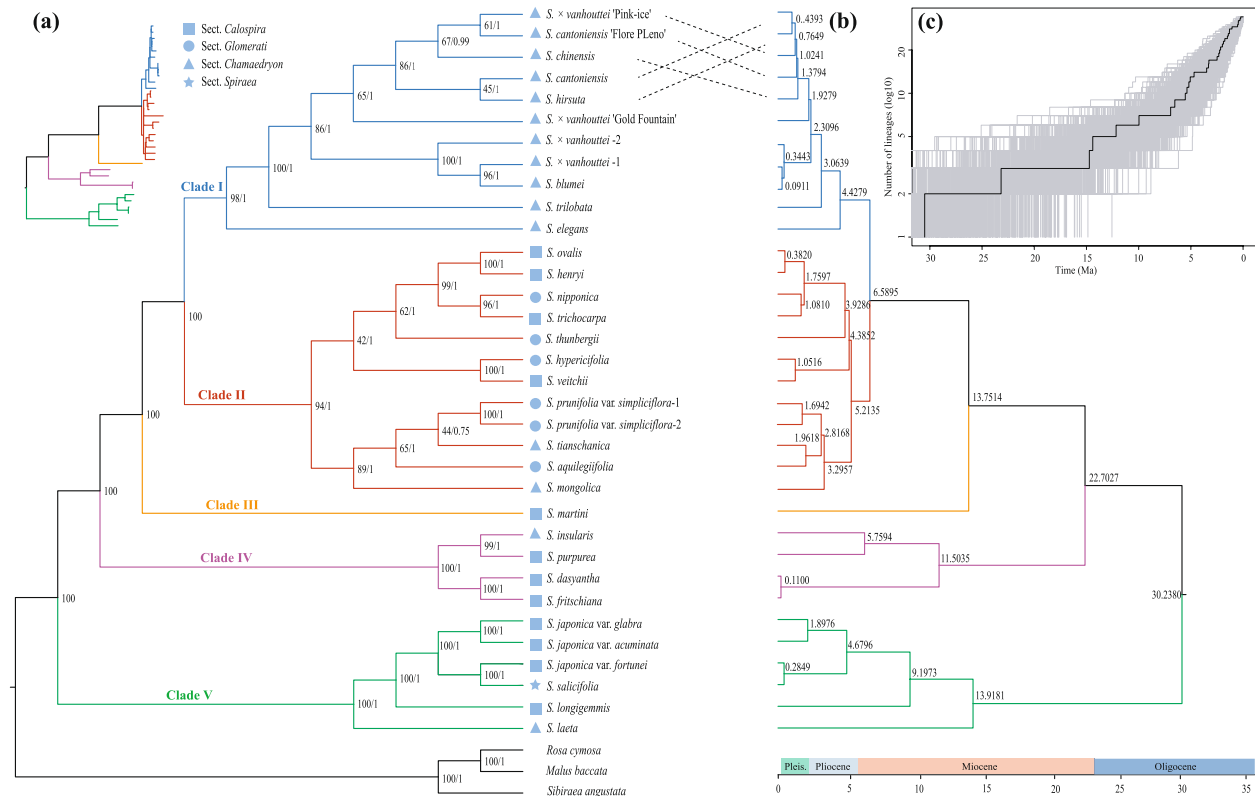 (a)
Sect. Calospira
Sect. Glomerati
Sect. Chamaedryon
Sect. Spiraea
Clade I
Clade II
Clade III
Clade IV
Clade V
61/1
67/0.99
86/1
45/1
65/1
86/1
100/1
96/1
100/1
98/1
100/1
99/1
96/1
62/1
42/1
100/1
94/1
100/1
44/0.75
65/1
89/1
100
100
100
100
99/1
100/1
100/1
100/1
100/1
100/1
100/1
100/1
100/1
100/1
S. × vanhouttei 'Pink-ice'
S. cantoniensis 'Flore PLeno'
S. chinensis
S. cantoniensis
S. hirsuta
S. × vanhouttei 'Gold Fountain'
S. × vanhouttei -2
S. × vanhouttei -1
S. blumei
S. trilobata
S. elegans
S. ovalis
S. henryi
S. nipponica
S. trichocarpa
S. thunbergii
S. hypericifolia
S. veitchii
S. prunifolia var. simpliciflora-1
S. prunifolia var. simpliciflora-2
S. tianschanica
S. aquilegiifolia
S. mongolica
S. martini
S. insularis
S. purpurea
S. dasyantha
S. fritschiana
S. japonica var. glabra
S. japonica var. acuminata
S. japonica var. fortunei
S. salicifolia
S. longigemmis
S. laeta
Rosa cymosa
Malus baccata
Sibiraea angustata
(b)
0..4393
0.7649
1.0241
1.3794
1.9279
2.3096
0.3443
3.0639
0.0911
4.4279
0.3820
1.7597
6.5895
1.0810
3.9286
4.3852
1.0516
1.6942
5.2135
13.7514
2.8168
1.9618
3.2957
22.7027
5.7594
11.5035
0.1100
30.2380
1.8976
4.6796
0.2849
9.1973
13.9181
Pleis.
Pliocene
Miocene
Oligocene
0 5 10 15 20 25 30 35
(c)
Number of lineages (log10)
20
10
5
2
1
30 25 20 15 10 5 0
Time (Ma)